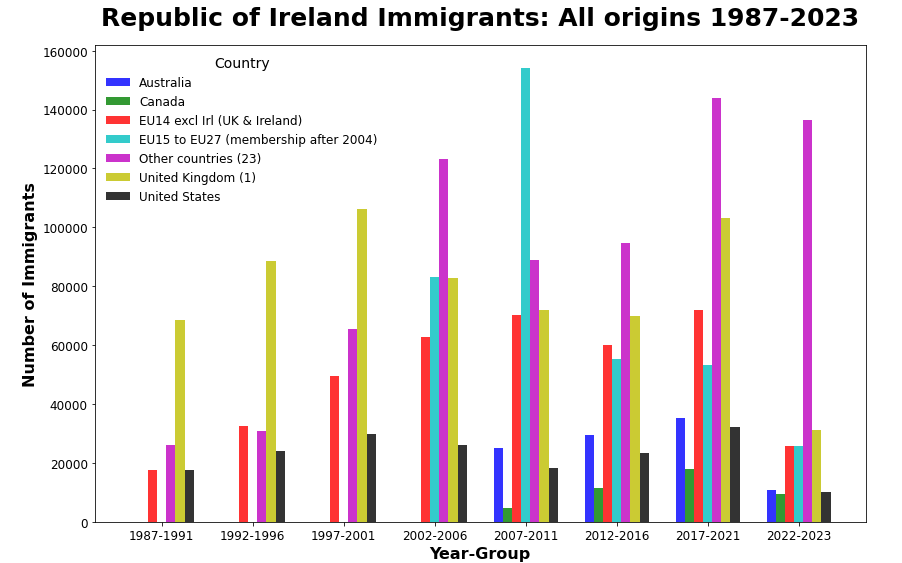 Republic of Ireland Immigrants: All origins 1987-2023
160000
140000
120000
100000
80000
60000
40000
20000
0
Number of Immigrants
Country
Australia
Canada
EU14 excl Irl (UK & Ireland)
EU15 to EU27 (membership after 2004)
Other countries (23)
United Kingdom (1)
United States
1987-1991 1992-1996 1997-2001 2002-2006 2007-2011 2012-2016 2017-2021 2022-2023
Year-Group